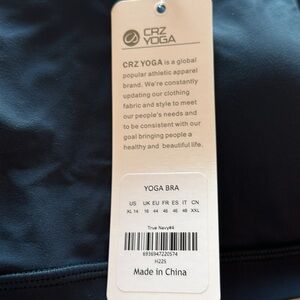 CRZ
YOGA
CRZ YOGA is a global
popular athletic apparel
brand. We're constantly
updating our clothing
fabric and style to meet
our people's needs and
to be consistent with our
goal bringing people a
healthy and beautiful life.
YOGA BRA
US UK EU FR ES IT CN
XL 14 16 44 46 46 48 XXL
True Navy#4
6936947220574
H225
Made in China